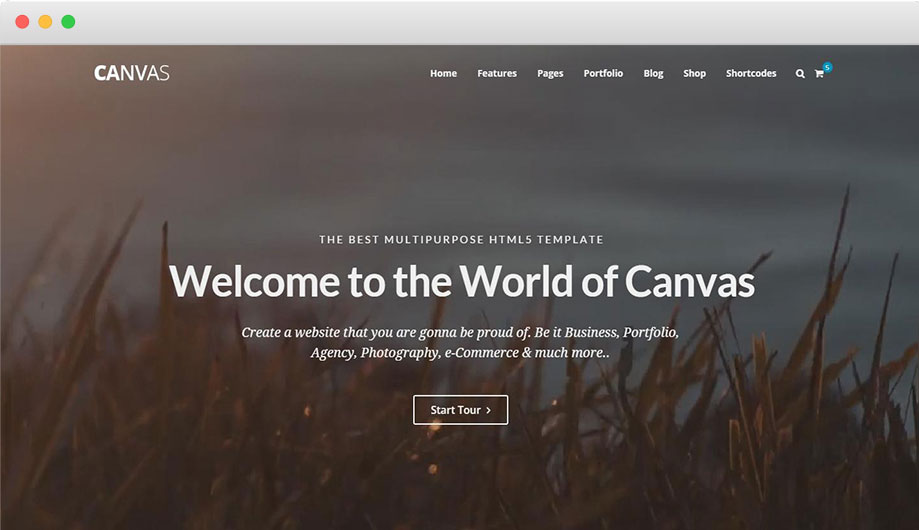 CANVAS
Home Features Pages Portfolio Blog Shop Shortcodes 5
THE BEST MULTIPURPOSE HTML5 TEMPLATE
Welcome to the World of Canvas
Create a website that you are gonna be proud of. Be it Business, Portfolio,
Agency, Photography, e-Commerce & much more..
Start Tour